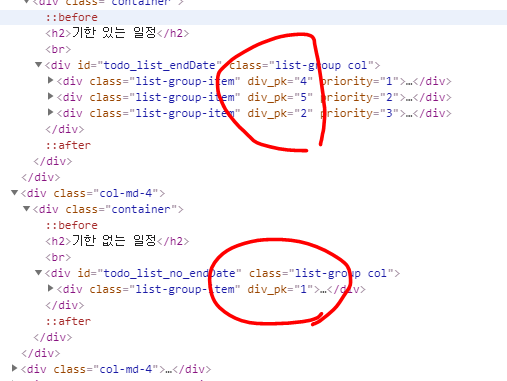 ▼<div class="container">
::before
<h2>기한 있는 일정</h2>
<br>
▼<div id="todo_list_endDate" class="list-group col">
▶<div class="list-group-item" div_pk="4" priority="1">…</div>
▶<div class="list-group-item" div_pk="5" priority="2">…</div>
▶<div class="list-group-item" div_pk="2" priority="3">…</div>
</div>
::after
</div>
</div>
▼<div class="col-md-4">
▼<div class="container">
::before
<h2>기한 없는 일정</h2>
<br>
▼<div id="todo_list_no_endDate" class="list-group col">
▶<div class="list-group-item" div_pk="1">…</div>
</div>
::after
</div>
</div>
▶<div class="col-md-4">…</div>